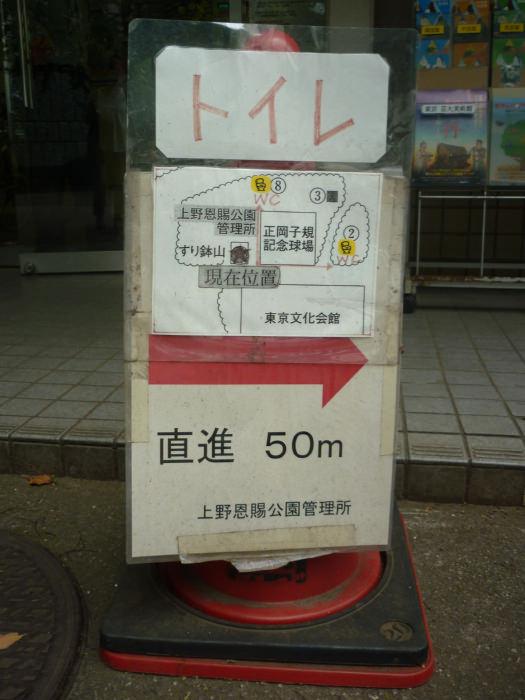 トイレ
⑧
WC
③
上野恩賜公園
管理所
正岡子規
記念球場
②
WC
すり鉢山
現在位置
東京文化会館
直進 50m
上野恩賜公園管理所